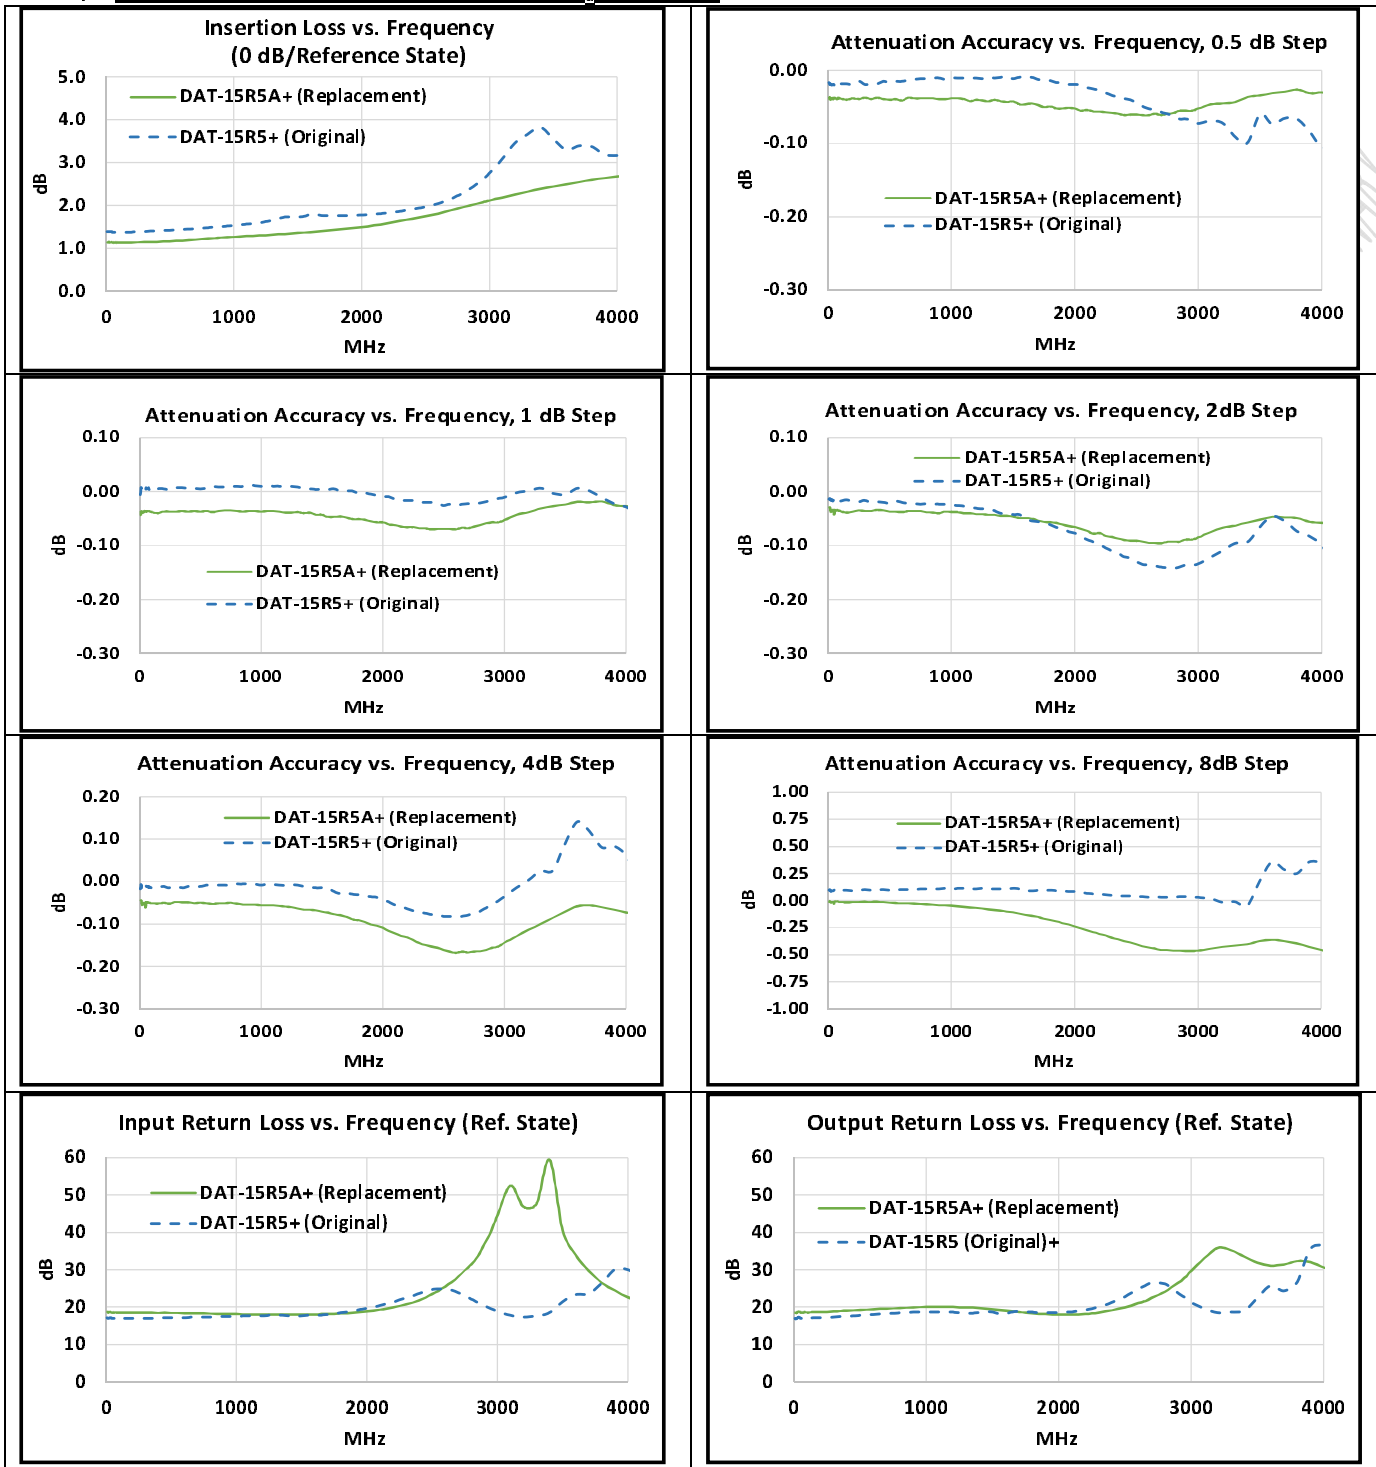 Insertion Loss vs. Frequency
(0 dB/Reference State)
5.0
4.0
3.0
2.0
1.0
0.0
dB
DAT-15R5A+ (Replacement)
DAT-15R5+ (Original)
0 1000 2000 3000 4000
MHz
Attenuation Accuracy vs. Frequency, 0.5 dB Step
0.00
-0.10
-0.20
-0.30
dB
DAT-15R5A+ (Replacement)
DAT-15R5+ (Original)
0 1000 2000 3000 4000
MHz
Attenuation Accuracy vs. Frequency, 1 dB Step
0.10
0.00
-0.10
-0.20
-0.30
dB
DAT-15R5A+ (Replacement)
DAT-15R5+ (Original)
0 1000 2000 3000 4000
MHz
Attenuation Accuracy vs. Frequency, 2dB Step
0.10
0.00
-0.10
-0.20
-0.30
dB
DAT-15R5A+ (Replacement)
DAT-15R5+ (Original)
0 1000 2000 3000 4000
MHz
Attenuation Accuracy vs. Frequency, 4dB Step
0.20
0.10
0.00
-0.10
-0.20
-0.30
dB
DAT-15R5A+ (Replacement)
DAT-15R5+ (Original)
0 1000 2000 3000 4000
MHz
Attenuation Accuracy vs. Frequency, 8dB Step
1.00
0.75
0.50
0.25
0.00
-0.25
-0.50
-0.75
-1.00
dB
DAT-15R5A+ (Replacement)
DAT-15R5+ (Original)
0 1000 2000 3000 4000
MHz
Input Return Loss vs. Frequency (Ref. State)
60
50
40
30
20
10
0
dB
DAT-15R5A+ (Replacement)
DAT-15R5+ (Original)
0 1000 2000 3000 4000
MHz
Output Return Loss vs. Frequency (Ref. State)
60
50
40
30
20
10
0
dB
DAT-15R5A+ (Replacement)
DAT-15R5 (Original)+
0 1000 2000 3000 4000
MHz